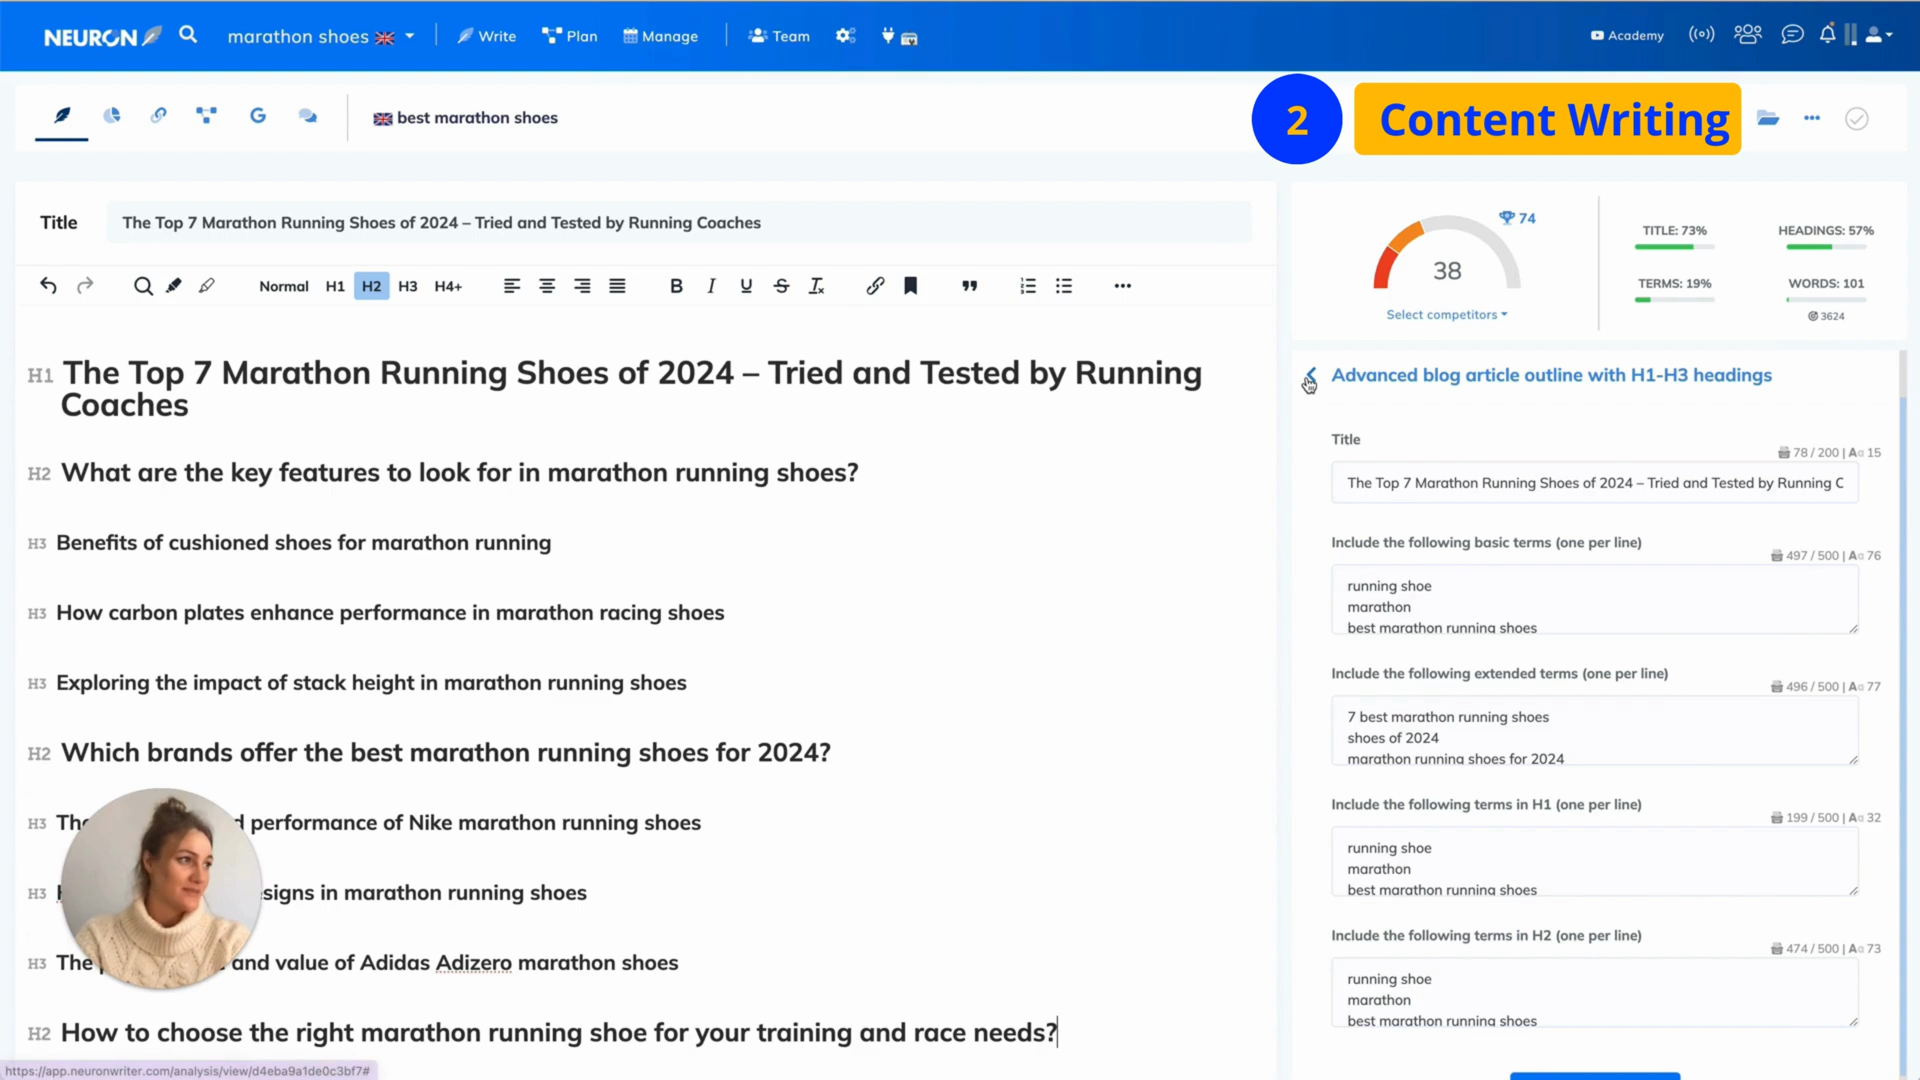 NEURON
marathon shoes
Write
Plan
Manage
Team
Academy
best marathon shoes
2
Content Writing
Title
The Top 7 Marathon Running Shoes of 2024 – Tried and Tested by Running Coaches
Normal H1 H2 H3 H4+
B I U S
H1 The Top 7 Marathon Running Shoes of 2024 – Tried and Tested by Running
Coaches
H2 What are the key features to look for in marathon running shoes?
H3 Benefits of cushioned shoes for marathon running
H3 How carbon plates enhance performance in marathon racing shoes
H3 Exploring the impact of stack height in marathon running shoes
H2 Which brands offer the best marathon running shoes for 2024?
H3 performance of Nike marathon running shoes
H3 in marathon running shoes
H3 The and value of Adidas Adizero marathon shoes
H2 How to choose the right marathon running shoe for your training and race needs?
https://app.neuronwriter.com/analysis/view/d4eba9a1de0c3bf7#
74
38
Select competitors
TITLE: 73%
HEADINGS: 57%
TERMS: 19%
WORDS: 101
3624
Advanced blog article outline with H1-H3 headings
Title
78 / 200 | Aa 15
The Top 7 Marathon Running Shoes of 2024 – Tried and Tested by Running C
Include the following basic terms (one per line)
497 / 500 | Aa 76
running shoe
marathon
best marathon running shoes
Include the following extended terms (one per line)
496 / 500 | Aa 77
7 best marathon running shoes
shoes of 2024
marathon running shoes for 2024
Include the following terms in H1 (one per line)
199 / 500 | Aa 32
running shoe
marathon
best marathon running shoes
Include the following terms in H2 (one per line)
474 / 500 | Aa 73
running shoe
marathon
best marathon running shoes